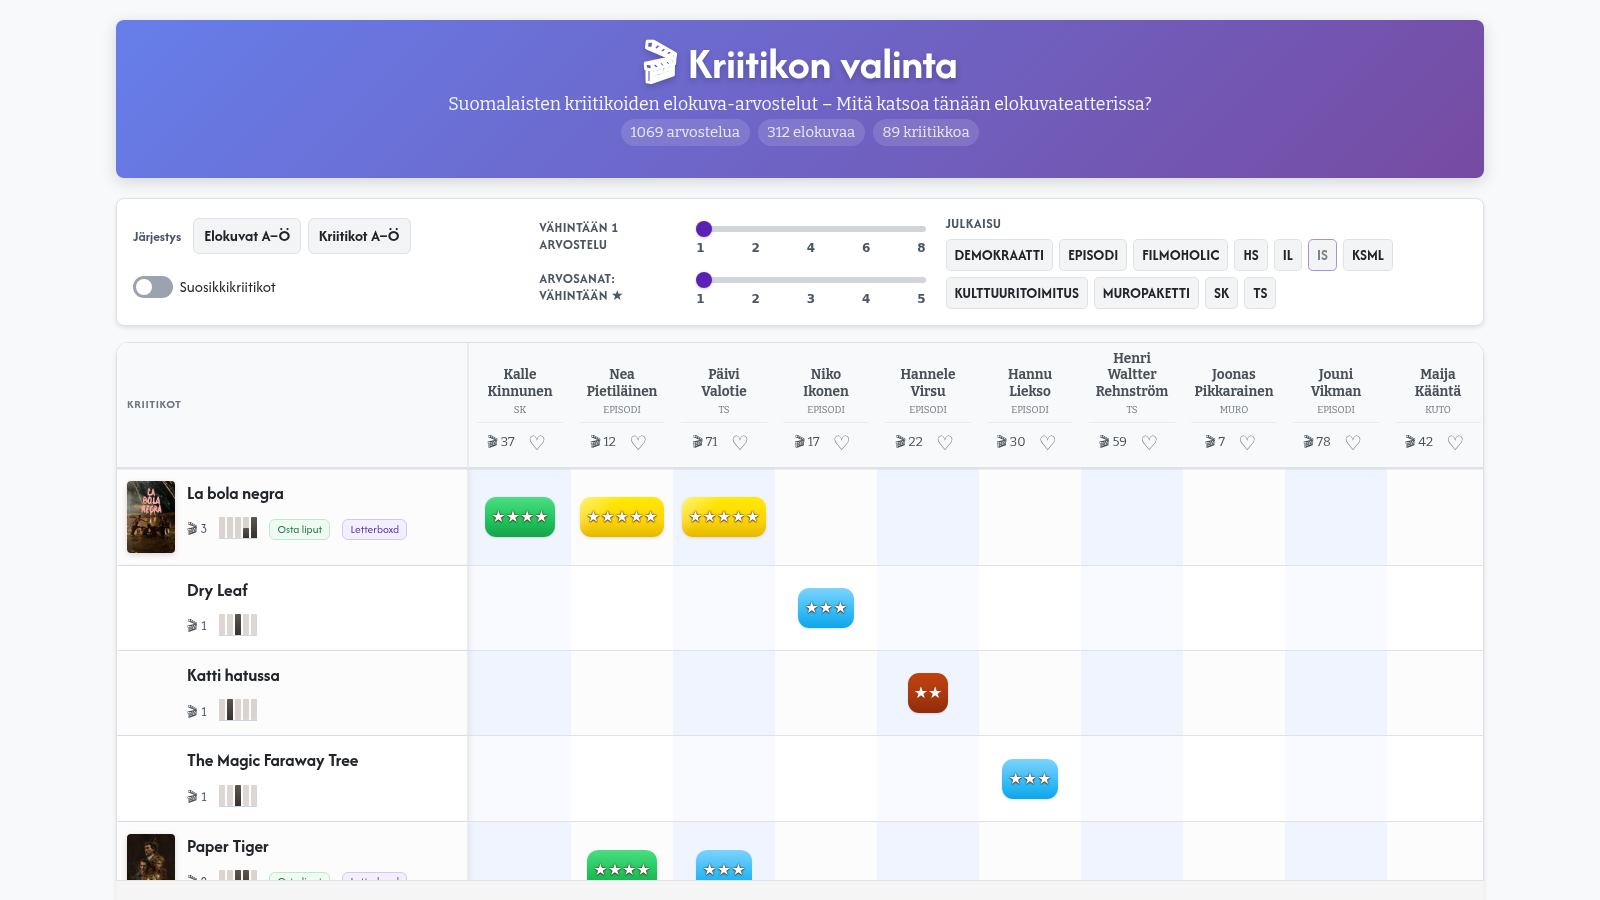 🎬 Kriitikon valinta
Suomalaisten kriitikoiden elokuva-arvostelut – Mitä katsoa tänään elokuvateatterissa?
1069 arvostelua 312 elokuvaa 89 kriitikkoa
Järjestys Elokuvat A–Ö Kriitikot A–Ö
Suosikkikriitikot
VÄHINTÄÄN 1
ARVOSTELU
1 2 4 6 8
ARVOSANAT:
VÄHINTÄÄN ★
1 2 3 4 5
JULKAISU
DEMOKRAATTI EPISODI FILMOHOLIC HS IL IS KSML
KULTTUURITOIMITUS MUROPAKETTI SK TS
KRIITIKOT
Kalle
Kinnunen
SK
🎬 37 ♡
Nea
Pietiläinen
EPISODI
🎬 12 ♡
Päivi
Valotie
TS
🎬 71 ♡
Niko
Ikonen
EPISODI
🎬 17 ♡
Hannele
Virsu
EPISODI
🎬 22 ♡
Hannu
Liekso
EPISODI
🎬 30 ♡
Henri
Waltter
Rehnström
TS
🎬 59 ♡
Joonas
Pikkarainen
MURO
🎬 7 ♡
Jouni
Vikman
EPISODI
🎬 78 ♡
Maija
Kääntä
KUTO
🎬 42 ♡
LA
BOLA
NEGRA
La bola negra
🎬 3 Osta liput Letterboxd
★★★★ ★★★★★ ★★★★★
Dry Leaf
🎬 1
★★★
Katti hatussa
🎬 1
★★
The Magic Faraway Tree
🎬 1
★★★
Paper Tiger
★★★★ ★★★